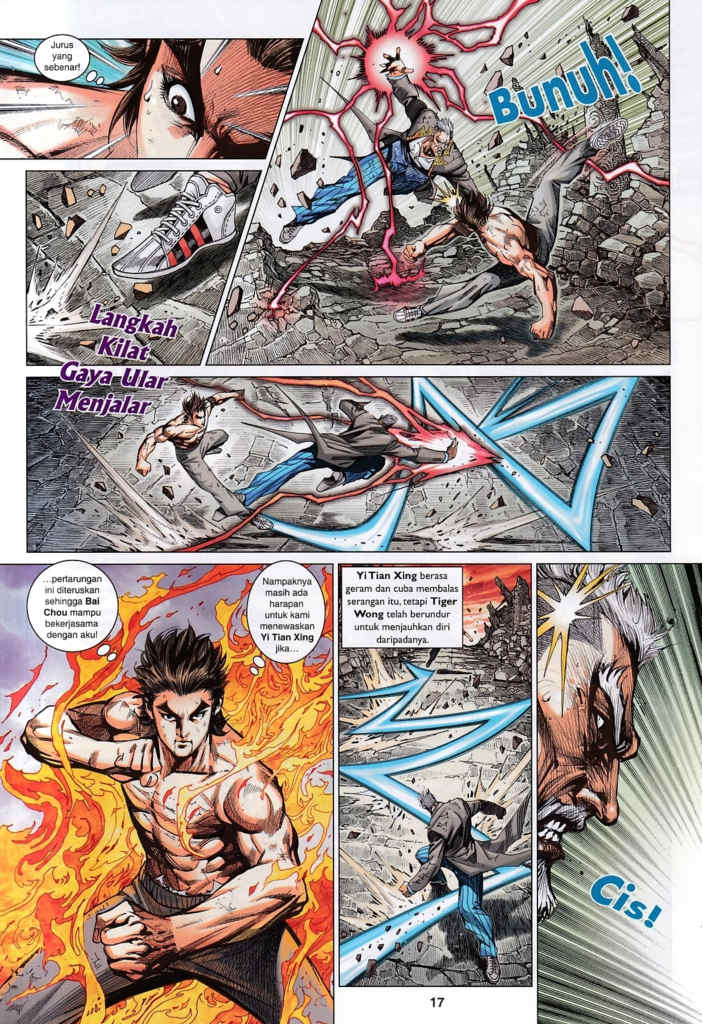 Jurus
yang
sebenar!
Bunuh!
Langkah
Kilat
Gaya Ular
Menjalar
...pertarungan
ini diteruskan
sehingga Bai
Chou mampu
bekerjasama
dengan aku!
Nampaknya
masih ada
harapan
untuk kami
menewaskan
Yi Tian Xing
jika...
Yi Tian Xing berasa
geram dan cuba membalas
serangan itu, tetapi Tiger
Wong telah berundur
untuk menjauhkan diri
daripadanya.
Cis!
17